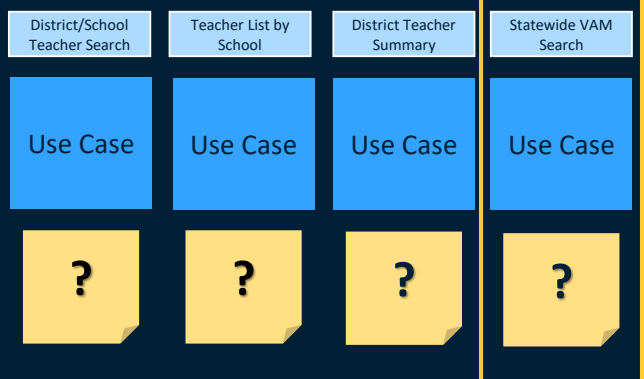 District/School
Teacher Search
Teacher List by
School
District Teacher
Summary
Statewide VAM
Search
Use Case
Use Case
Use Case
Use Case
?
?
?
?